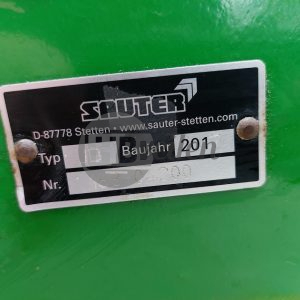 SAUTER
D-87778 Stetten • www.sauter-stetten.com
Typ Baujahr 201
Nr.